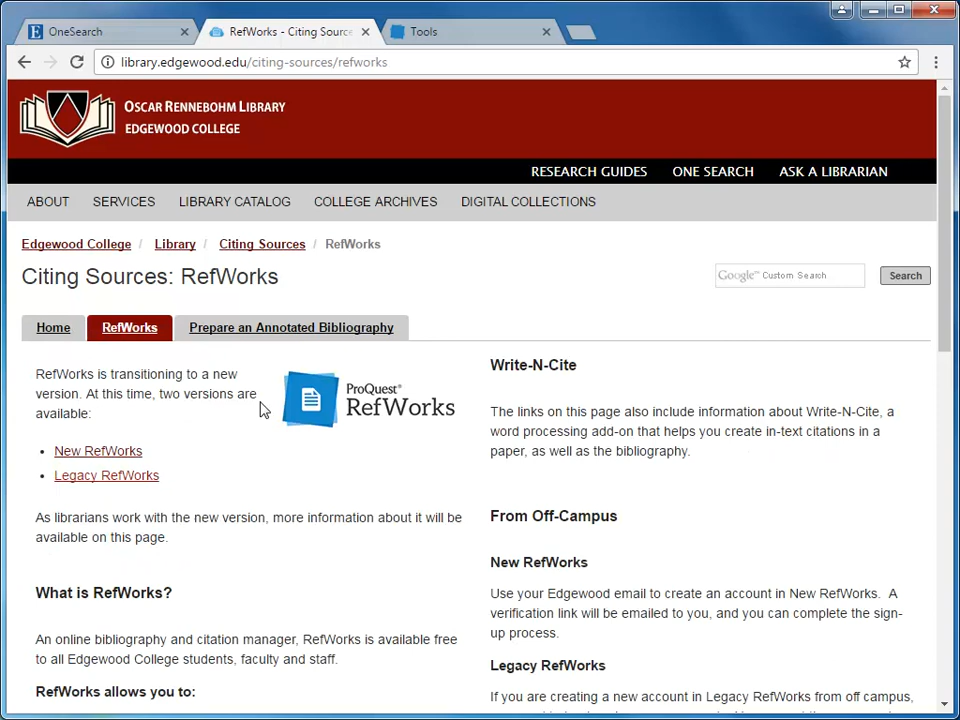 OneSearch
RefWorks - Citing Source
Tools
library.edgewood.edu/citing-sources/refworks
OSCAR RENNEBOHM LIBRARY
EDGEWOOD COLLEGE
RESEARCH GUIDES ONE SEARCH ASK A LIBRARIAN
ABOUT SERVICES LIBRARY CATALOG COLLEGE ARCHIVES DIGITAL COLLECTIONS
Edgewood College / Library / Citing Sources / RefWorks
Citing Sources: RefWorks
Google™ Custom Search
Search
Home RefWorks Prepare an Annotated Bibliography
RefWorks is transitioning to a new
version. At this time, two versions are
available:
ProQuest®
RefWorks
• New RefWorks
• Legacy RefWorks
As librarians work with the new version, more information about it will be
available on this page.
What is RefWorks?
An online bibliography and citation manager, RefWorks is available free
to all Edgewood College students, faculty and staff.
RefWorks allows you to:
Write-N-Cite
The links on this page also include information about Write-N-Cite, a
word processing add-on that helps you create in-text citations in a
paper, as well as the bibliography.
From Off-Campus
New RefWorks
Use your Edgewood email to create an account in New RefWorks. A
verification link will be emailed to you, and you can complete the sign-
up process.
Legacy RefWorks
If you are creating a new account in Legacy RefWorks from off campus,